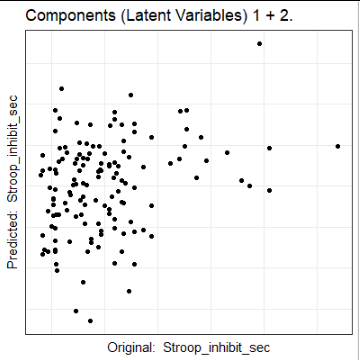 Components (Latent Variables) 1 + 2.
Predicted: Stroop_inhibit_sec
Original: Stroop_inhibit_sec